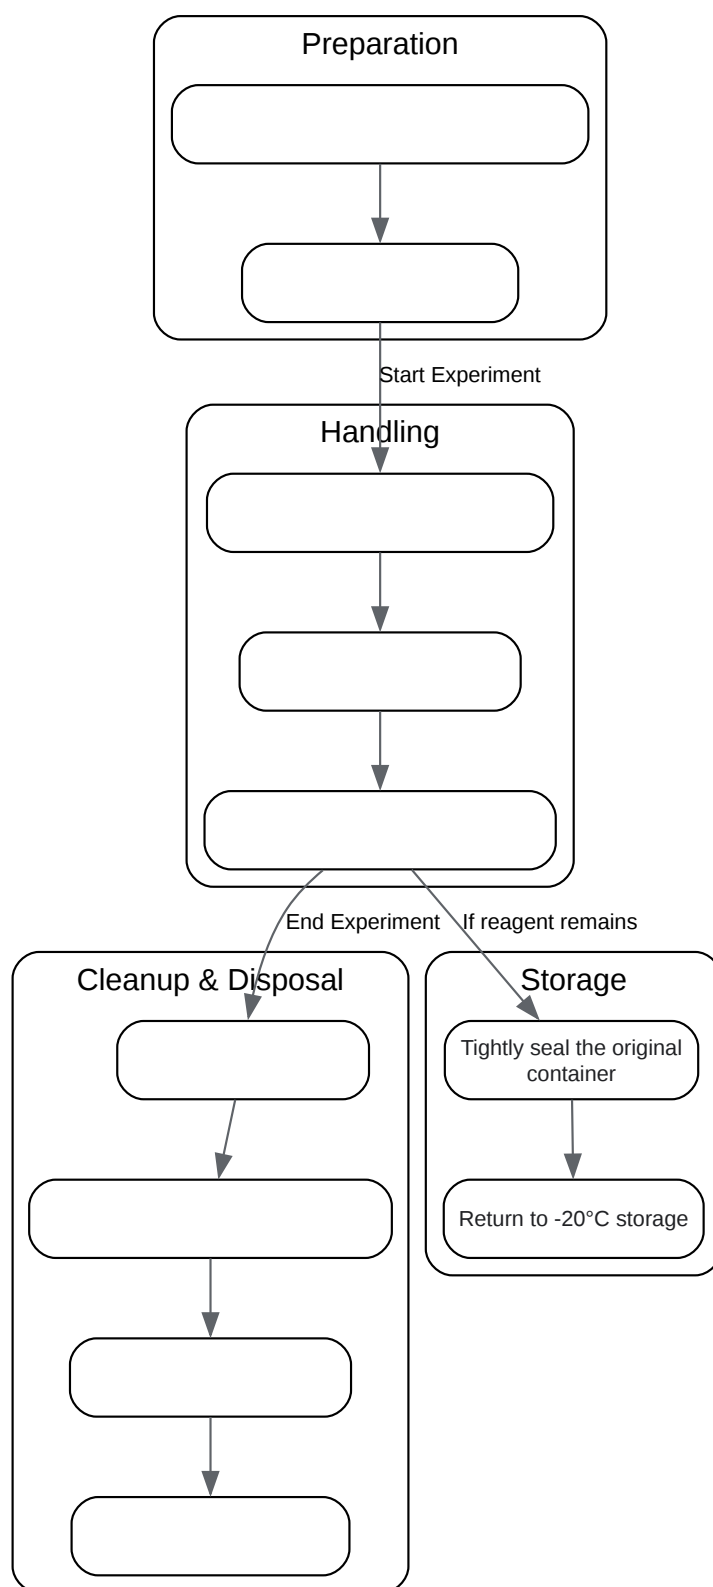 Preparation
Start Experiment
Handling
End Experiment
If reagent remains
Cleanup & Disposal
Storage
Tightly seal the original
container
Return to -20°C storage